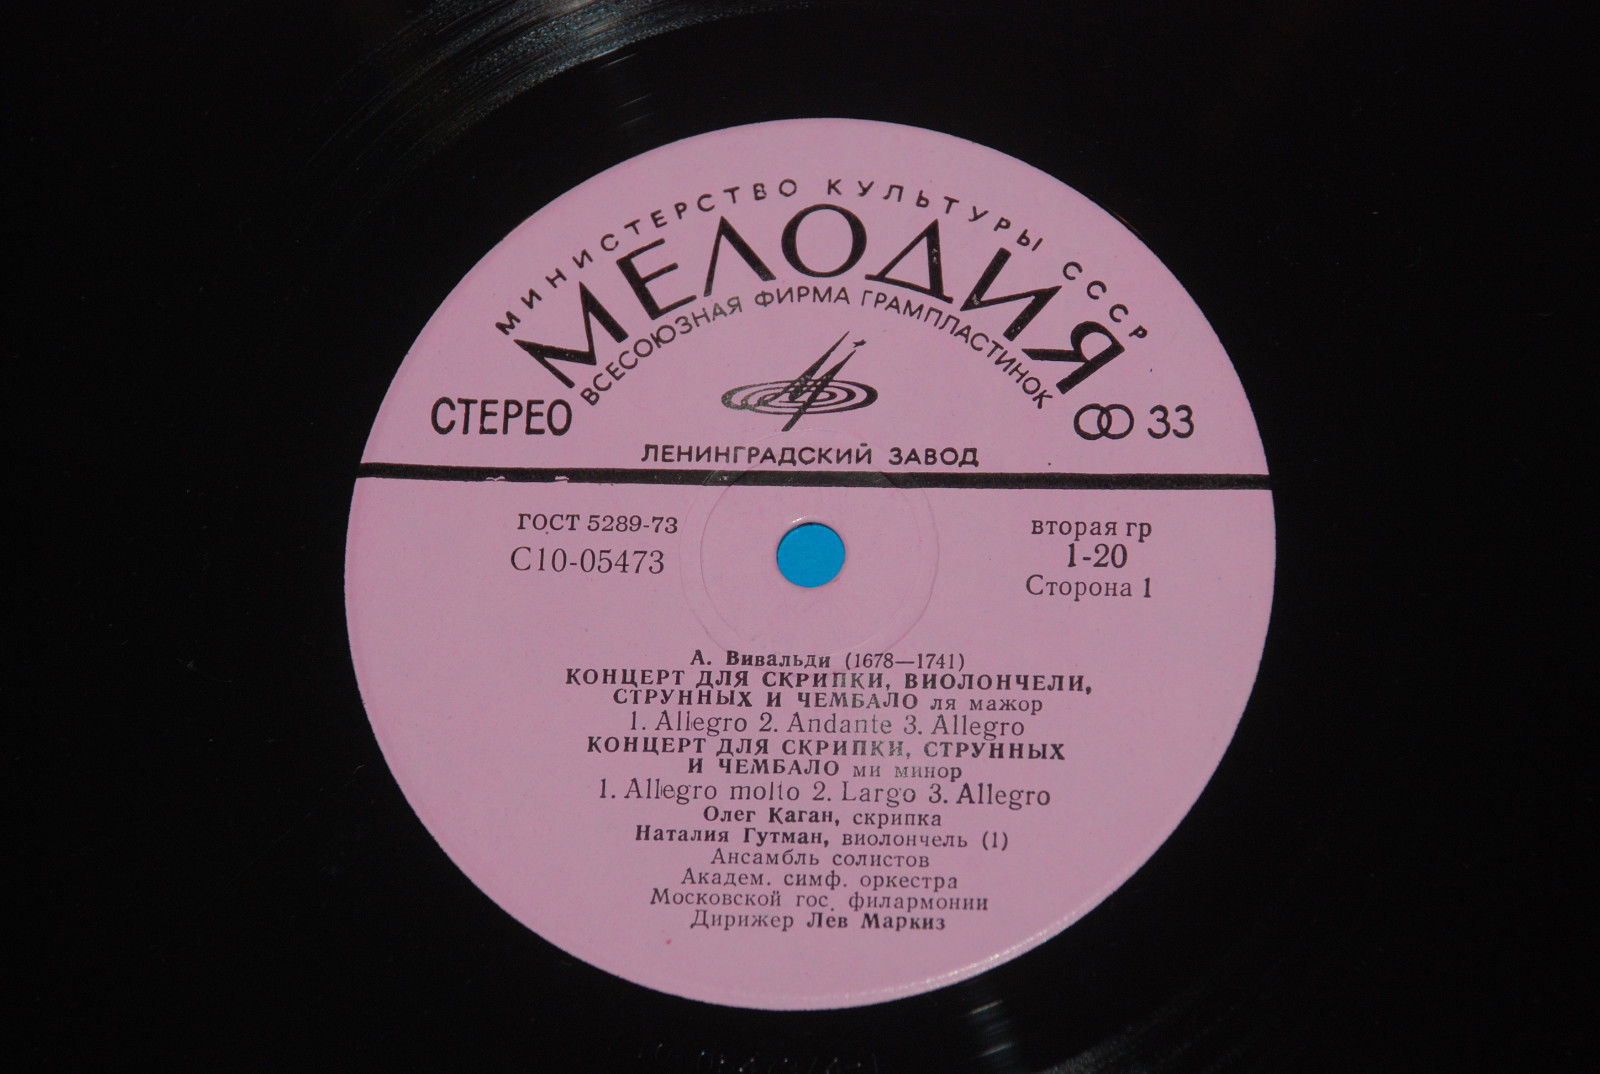 МИНИСТЕРСТВО КУЛЬТУРЫ СССР
МЕЛОДИЯ
ВСЕСОЮЗНАЯ ФИРМА ГРАМПЛАСТИНОК
СТЕРЕО
33
ЛЕНИНГРАДСКИЙ ЗАВОД
ГОСТ 5289-73
С10-05473
вторая гр
1-20
Сторона 1
А. Вивальди (1678—1741)
КОНЦЕРТ ДЛЯ СКРИПКИ, ВИОЛОНЧЕЛИ,
СТРУННЫХ И ЧЕМБАЛО ля мажор
1. Allegro 2. Andante 3. Allegro
КОНЦЕРТ ДЛЯ СКРИПКИ, СТРУННЫХ
И ЧЕМБАЛО ми минор
1. Allegro molto 2. Largo 3. Allegro
Олег Каган, скрипка
Наталия Гутман, виолончель (1)
Ансамбль солистов
Академ. симф. оркестра
Московской гос. филармонии
Дирижер Лев Маркиз